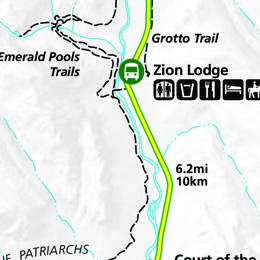 Grotto Trail
Emerald Pools
Trails
Zion Lodge
6.2mi
10km
PATRIARCHS
Court of the